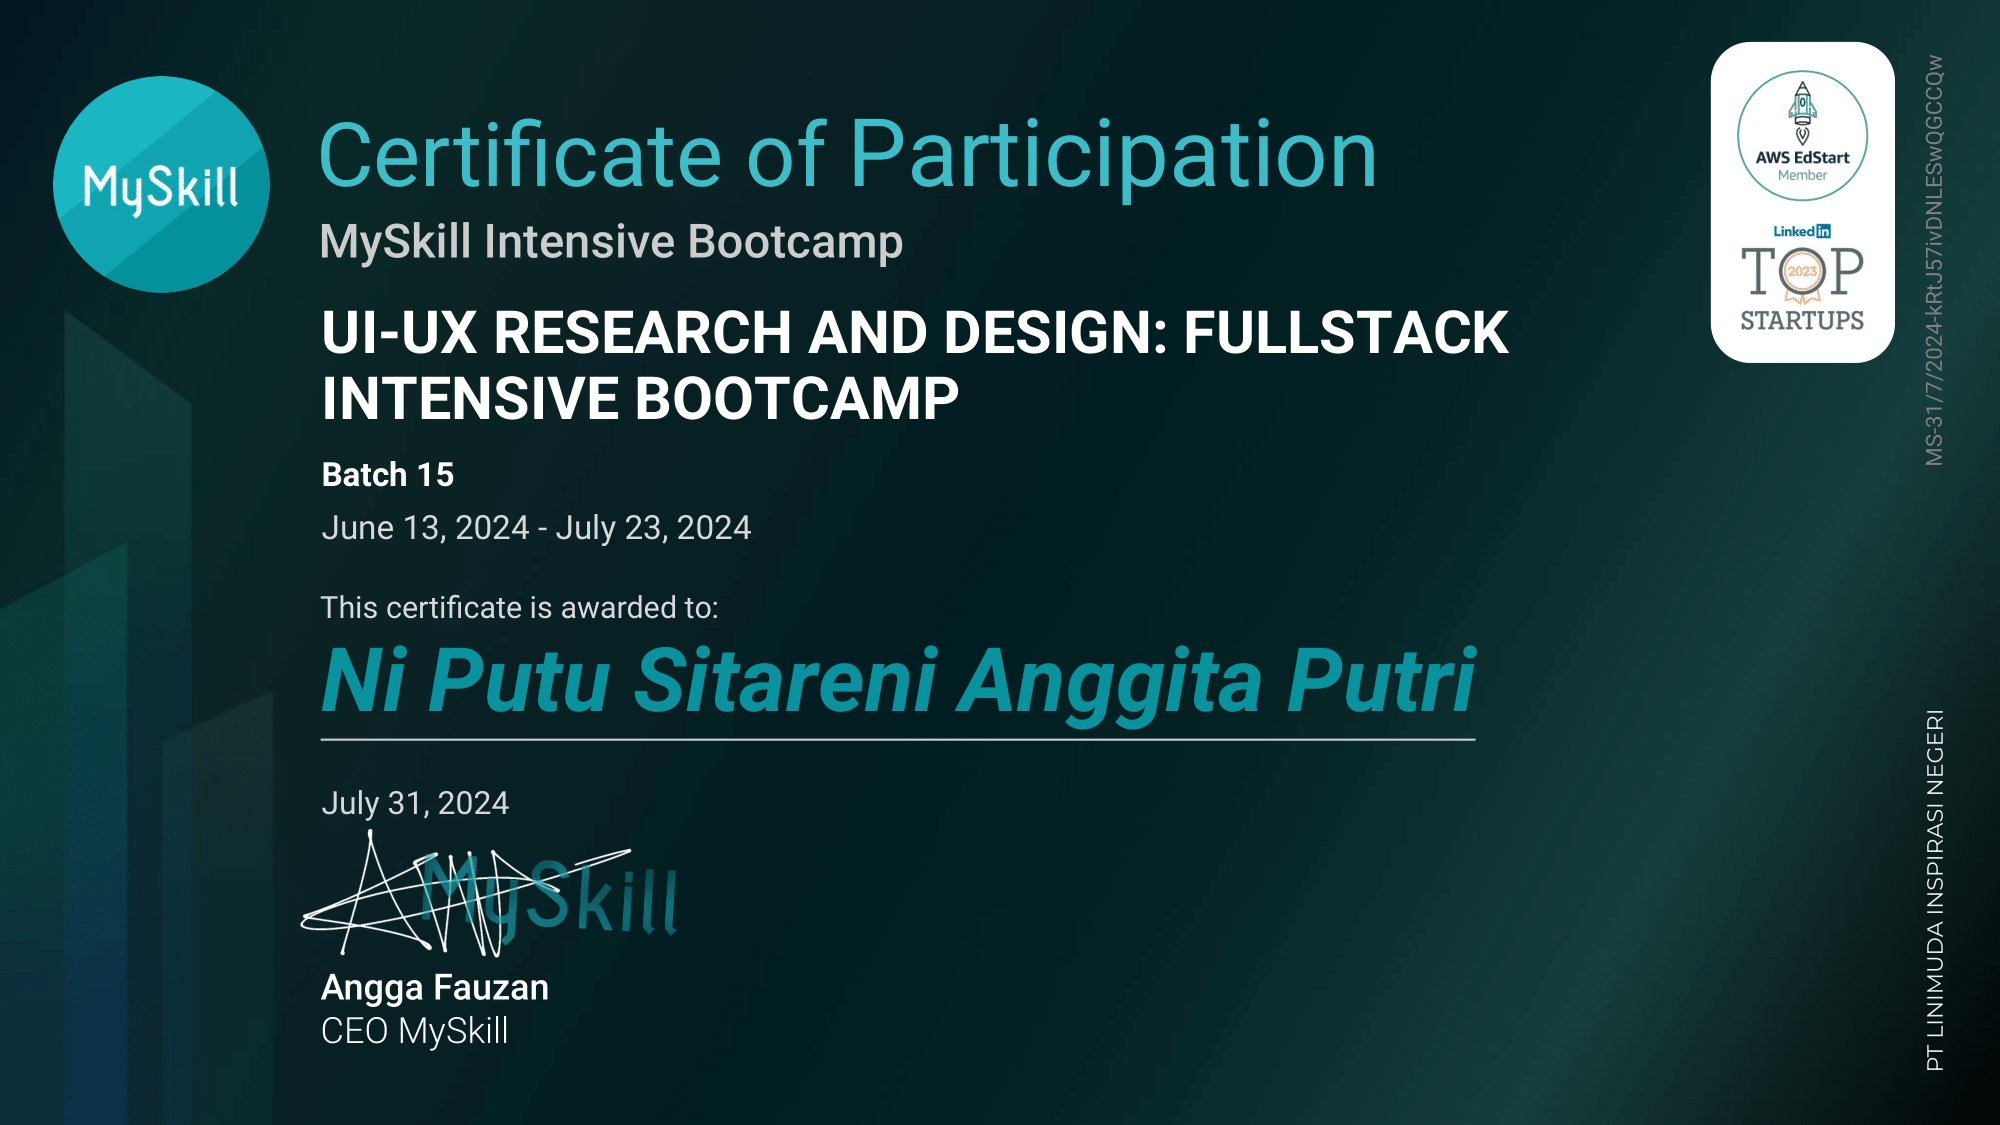 MySkill
Certificate of Participation
MySkill Intensive Bootcamp
UI-UX RESEARCH AND DESIGN: FULLSTACK
INTENSIVE BOOTCAMP
Batch 15
June 13, 2024 - July 23, 2024
This certificate is awarded to:
Ni Putu Sitareni Anggita Putri
July 31, 2024
MySkill
Angga Fauzan
CEO MySkill
AWS EdStart
Member
LinkedIn
TOP
2023
STARTUPS
MS-31/7/2024-kRtJ57ivDNLESwQGCCQw
PT LINIMUDA INSPIRASI NEGERI